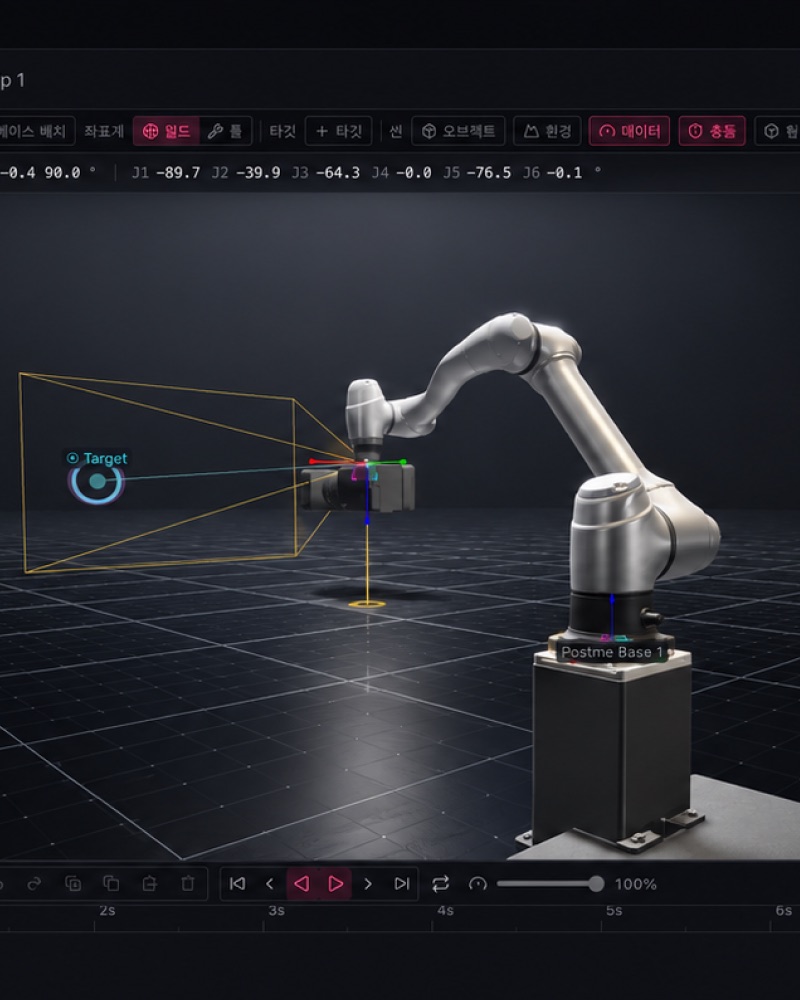 p 1
베이스 배치 좌표계 월드 툴 타깃 + 타깃 씬 오브젝트 환경 데이터 충돌
-0.4 90.0 ° J1 -89.7 J2 -39.9 J3 -64.3 J4 -0.0 J5 -76.5 J6 -0.1 °
Target
Postme Base 1
100%
2s 3s 4s 5s 6s